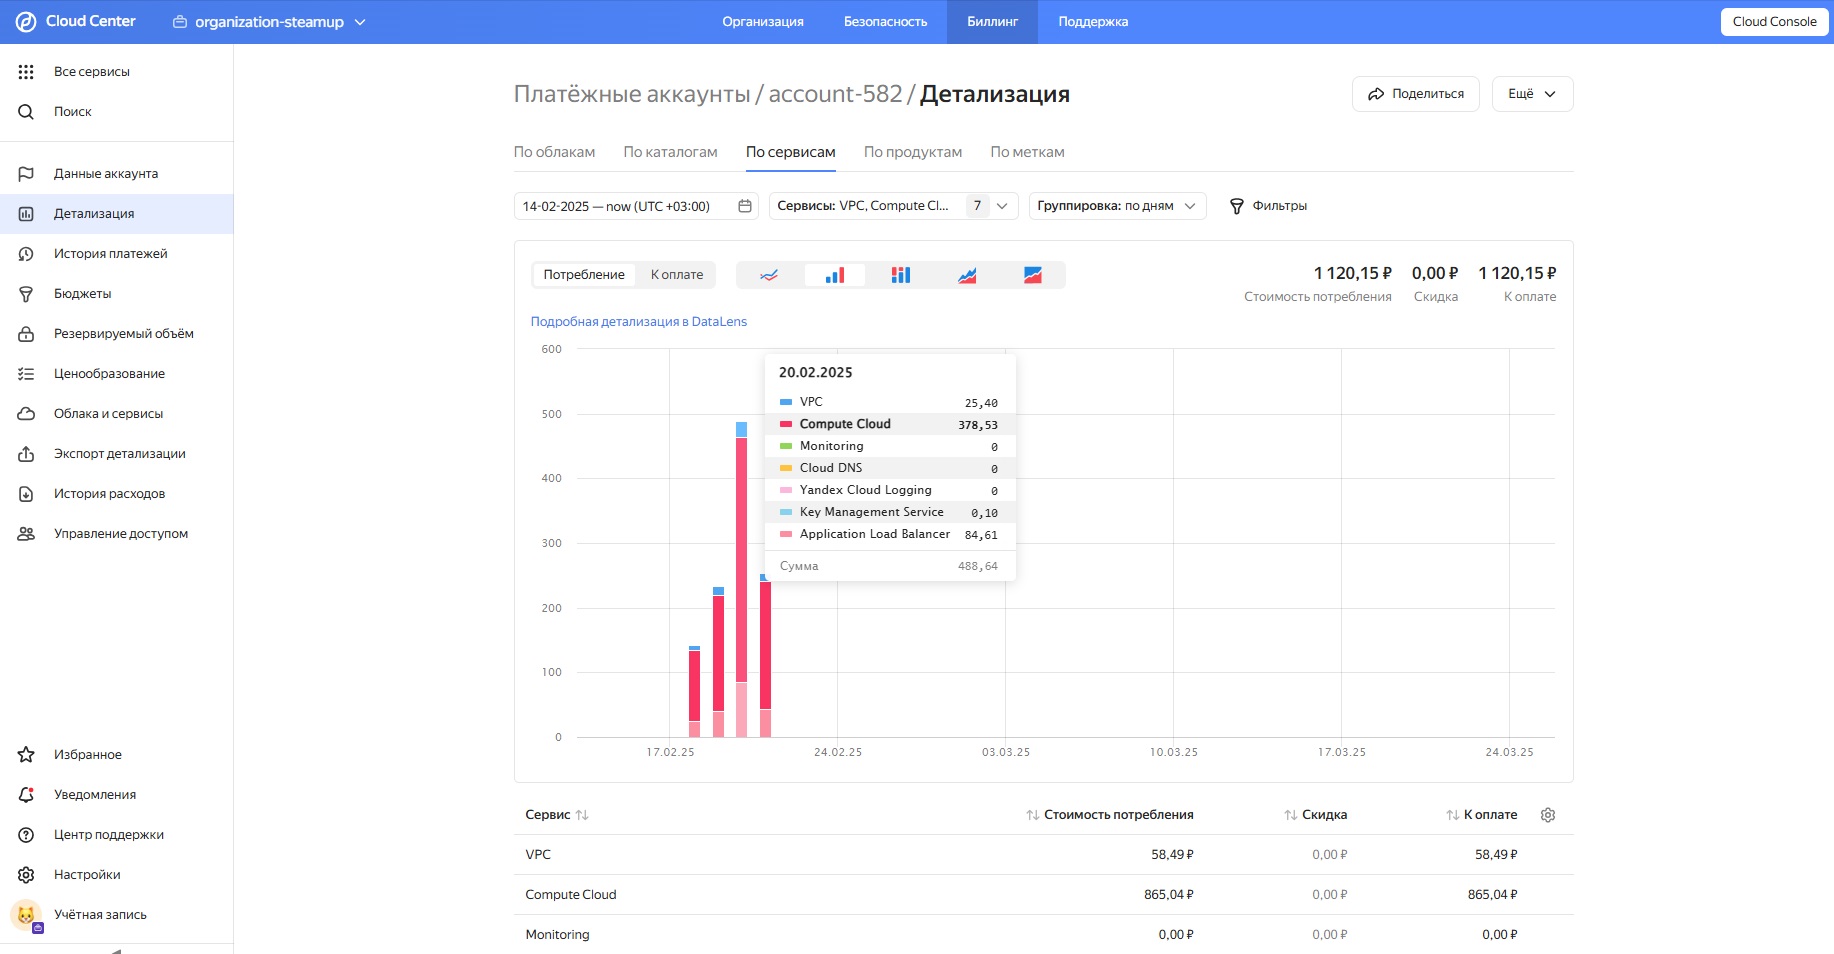 Cloud Center
organization-steamup
Организация
Безопасность
Биллинг
Поддержка
Cloud Console
Все сервисы
Поиск
Данные аккаунта
Детализация
История платежей
Бюджеты
Резервируемый объём
Ценообразование
Облака и сервисы
Экспорт детализации
История расходов
Управление доступом
Избранное
Уведомления
Центр поддержки
Настройки
Учётная запись
Платёжные аккаунты / account-582 / Детализация
Поделиться
Ещё
По облакам
По каталогам
По сервисам
По продуктам
По меткам
14-02-2025 — now (UTC +03:00)
Сервисы: VPC, Compute Cl... 7
Группировка: по дням
Фильтры
Потребление
К оплате
1 120,15 ₽
Стоимость потребления
0,00 ₽
Скидка
1 120,15 ₽
К оплате
Подробная детализация в DataLens
600
500
400
300
200
100
0
20.02.2025
VPC 25,40
Compute Cloud 378,53
Monitoring 0
Cloud DNS 0
Yandex Cloud Logging 0
Key Management Service 0,10
Application Load Balancer 84,61
Сумма 488,64
17.02.25
24.02.25
03.03.25
10.03.25
17.03.25
24.03.25
Сервис Стоимость потребления Скидка К оплате
VPC 58,49 ₽ 0,00 ₽ 58,49 ₽
Compute Cloud 865,04 ₽ 0,00 ₽ 865,04 ₽
Monitoring 0,00 ₽ 0,00 ₽ 0,00 ₽